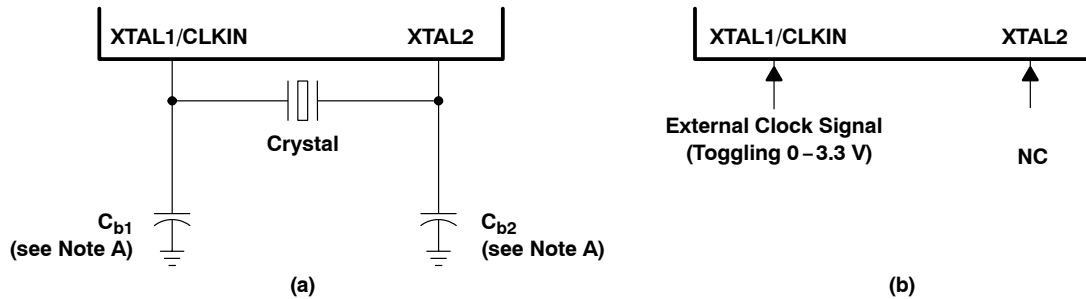 XTAL1/CLKIN XTAL2
Crystal
Cb1
(see Note A)
Cb2
(see Note A)
(a)
XTAL1/CLKIN XTAL2
External Clock Signal
(Toggling 0–3.3 V)
NC
(b)